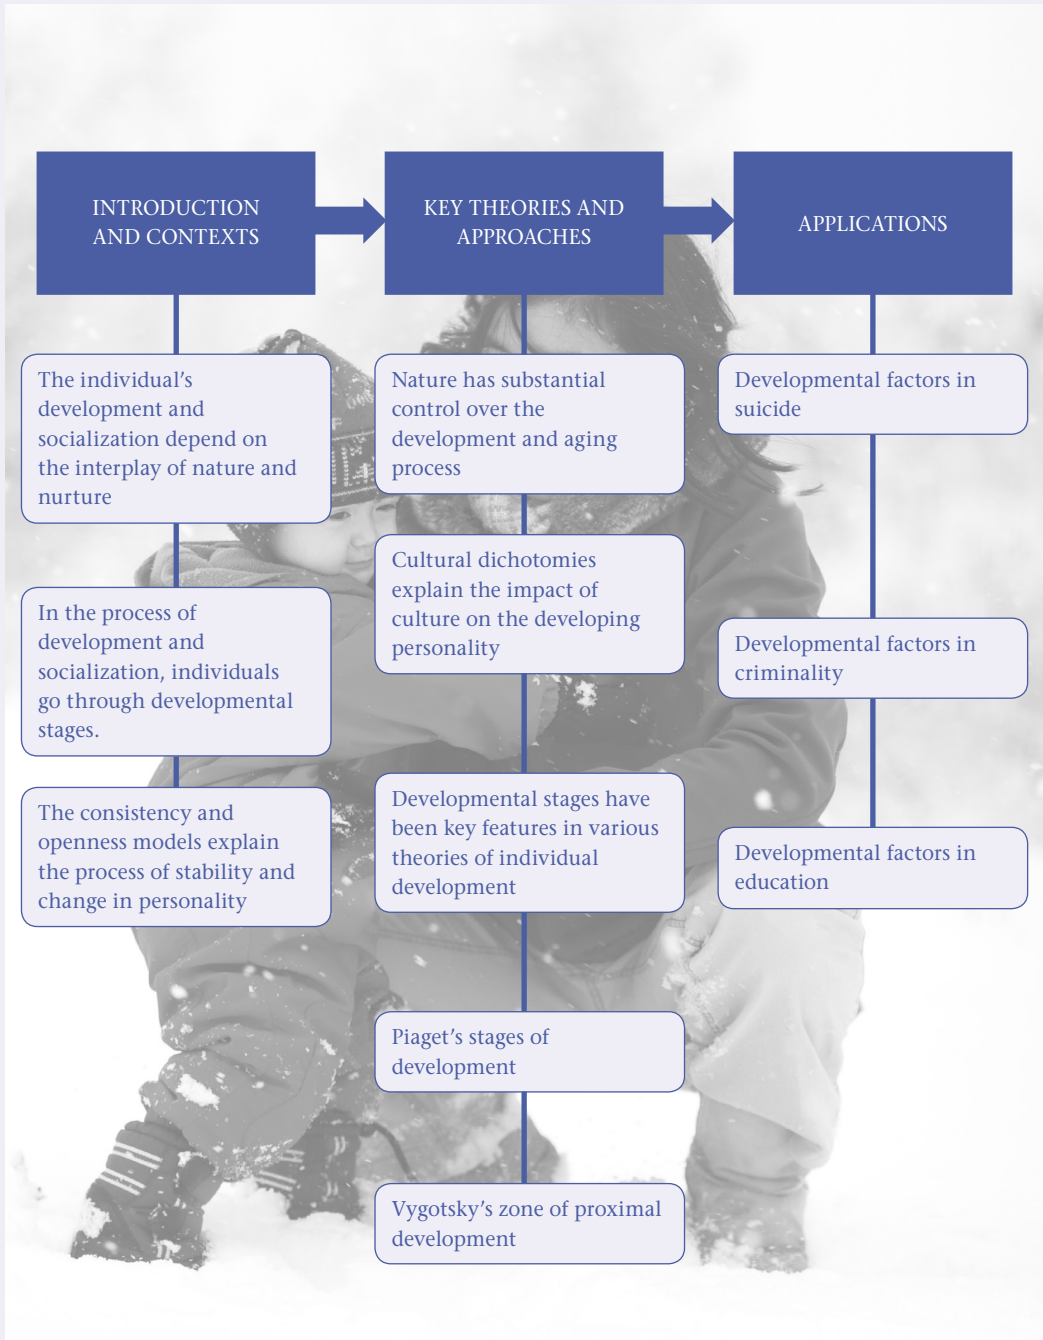 INTRODUCTION
AND CONTEXTS
The individual's
development and
socialization depend on
the interplay of nature and
nurture
In the process of
development and
socialization, individuals
go through developmental
stages.
The consistency and
openness models explain
the process of stability and
change in personality
KEY THEORIES AND
APPROACHES
Nature has substantial
control over the
development and aging
process
Cultural dichotomies
explain the impact of
culture on the developing
personality
Developmental stages have
been key features in various
theories of individual
development
Piaget's stages of
development
Vygotsky's zone of proximal
development
APPLICATIONS
Developmental factors in
suicide
Developmental factors in
criminality
Developmental factors in
education